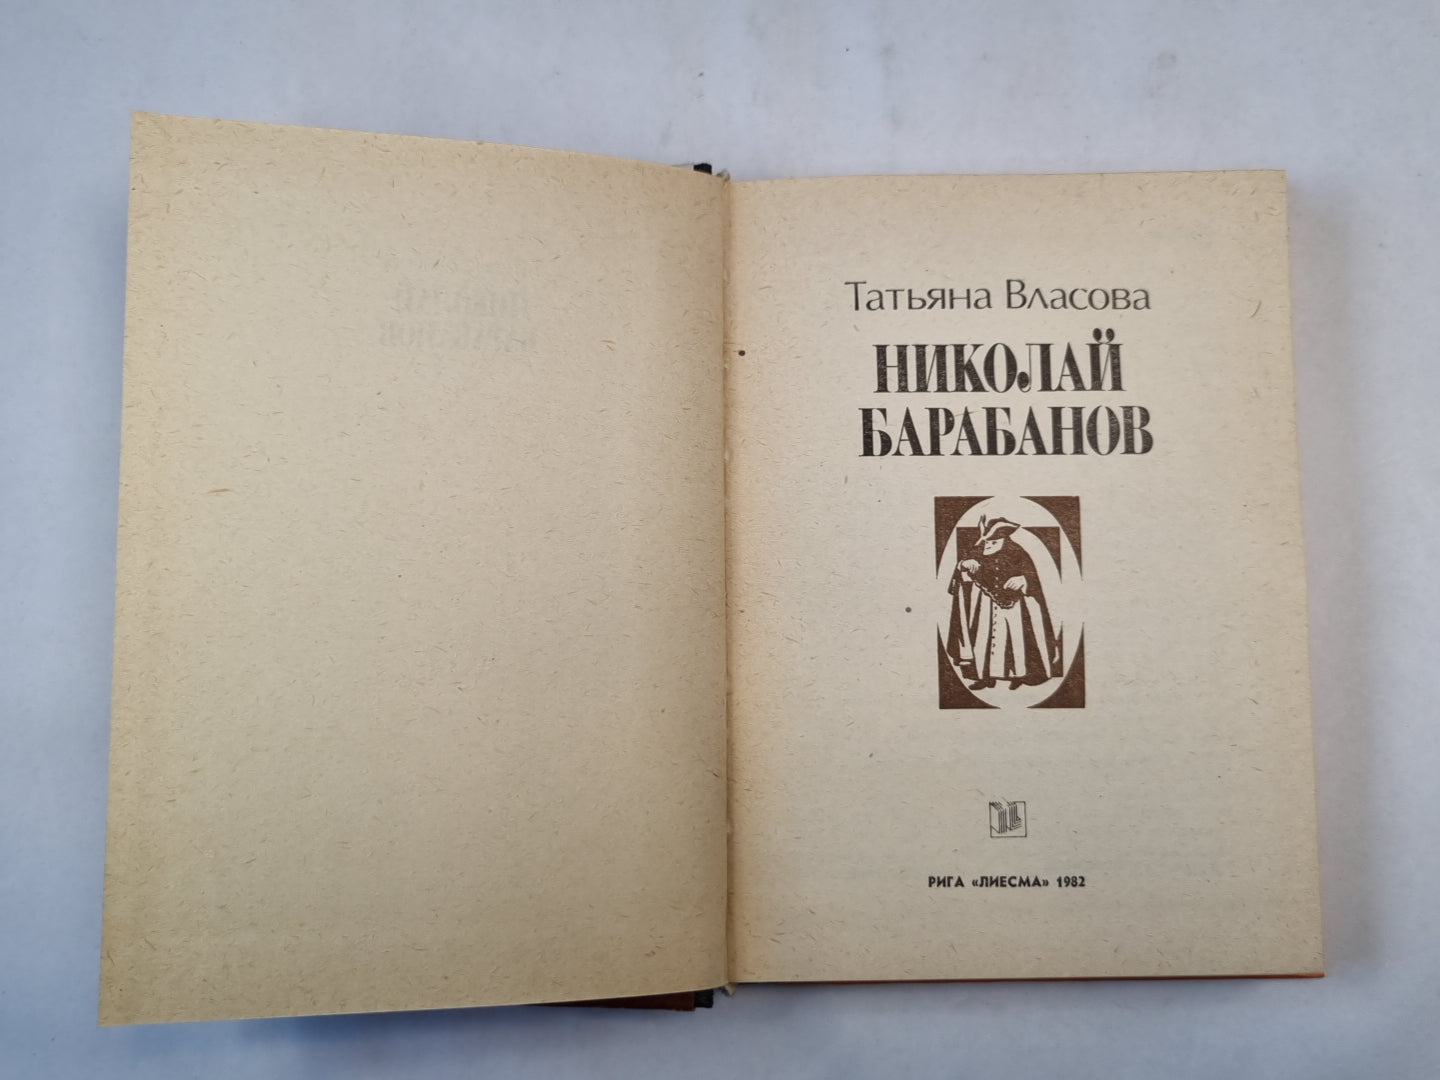 Татьяна Власова
НИКОЛАЙ
БАРАБАНОВ
РИГА «ЛИЕСМА» 1982